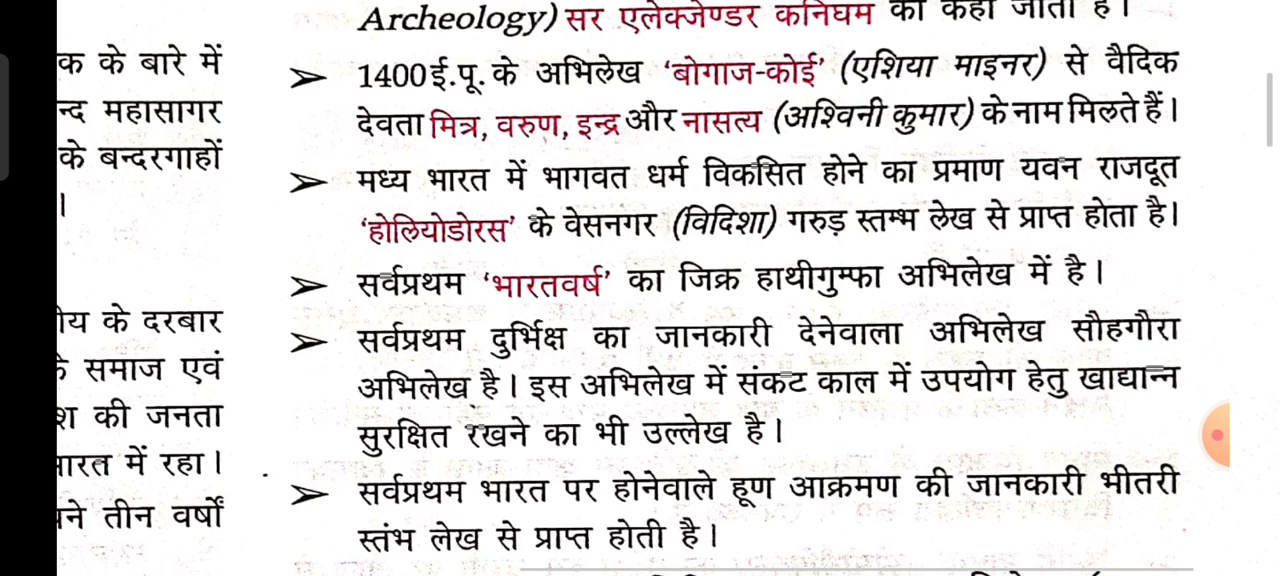 Archeology) सर एलेक्जेण्डर कनिंघम को कहा जाता है।
➢ 1400 ई.पू. के अभिलेख 'बोगाज-कोई' (एशिया माइनर) से वैदिक
देवता मित्र, वरुण, इन्द्र और नासत्य (अश्विनी कुमार) के नाम मिलते हैं।
➢ मध्य भारत में भागवत धर्म विकसित होने का प्रमाण यवन राजदूत
'होलियोडोरस' के वेसनगर (विदिशा) गरुड़ स्तम्भ लेख से प्राप्त होता है।
➢ सर्वप्रथम 'भारतवर्ष' का जिक्र हाथीगुम्फा अभिलेख में है।
➢ सर्वप्रथम दुर्भिक्ष का जानकारी देनेवाला अभिलेख सौहगौरा
अभिलेख है। इस अभिलेख में संकट काल में उपयोग हेतु खाद्यान्न
सुरक्षित रखने का भी उल्लेख है।
➢ सर्वप्रथम भारत पर होनेवाले हूण आक्रमण की जानकारी भीतरी
स्तंभ लेख से प्राप्त होती है।
क के बारे में
न्द महासागर
के बन्दरगाहों
।
ीय के दरबार
समाज एवं
श की जनता
भारत में रहा।
ने तीन वर्षों